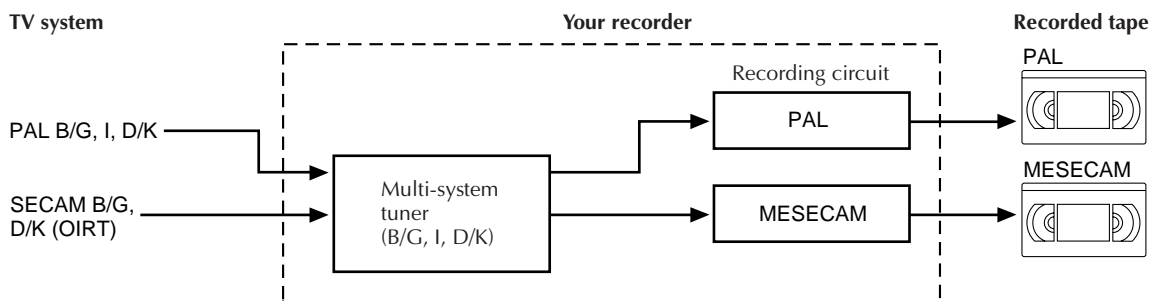 TV system
Your recorder
Recorded tape
PAL
Recording circuit
PAL B/G, I, D/K
PAL
MESECAM
Multi-system
tuner
(B/G, I, D/K)
SECAM B/G,
D/K (OIRT)
MESECAM